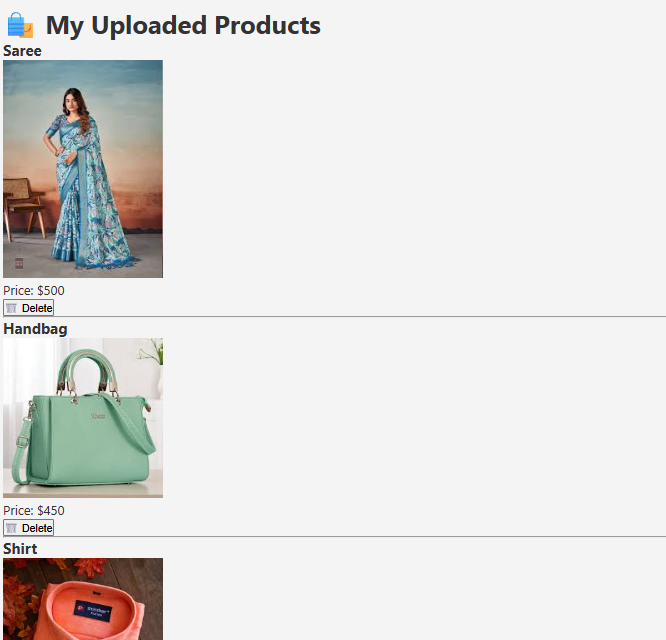 My Uploaded Products
Saree
Price: $500
Delete
Handbag
Price: $450
Delete
Shirt